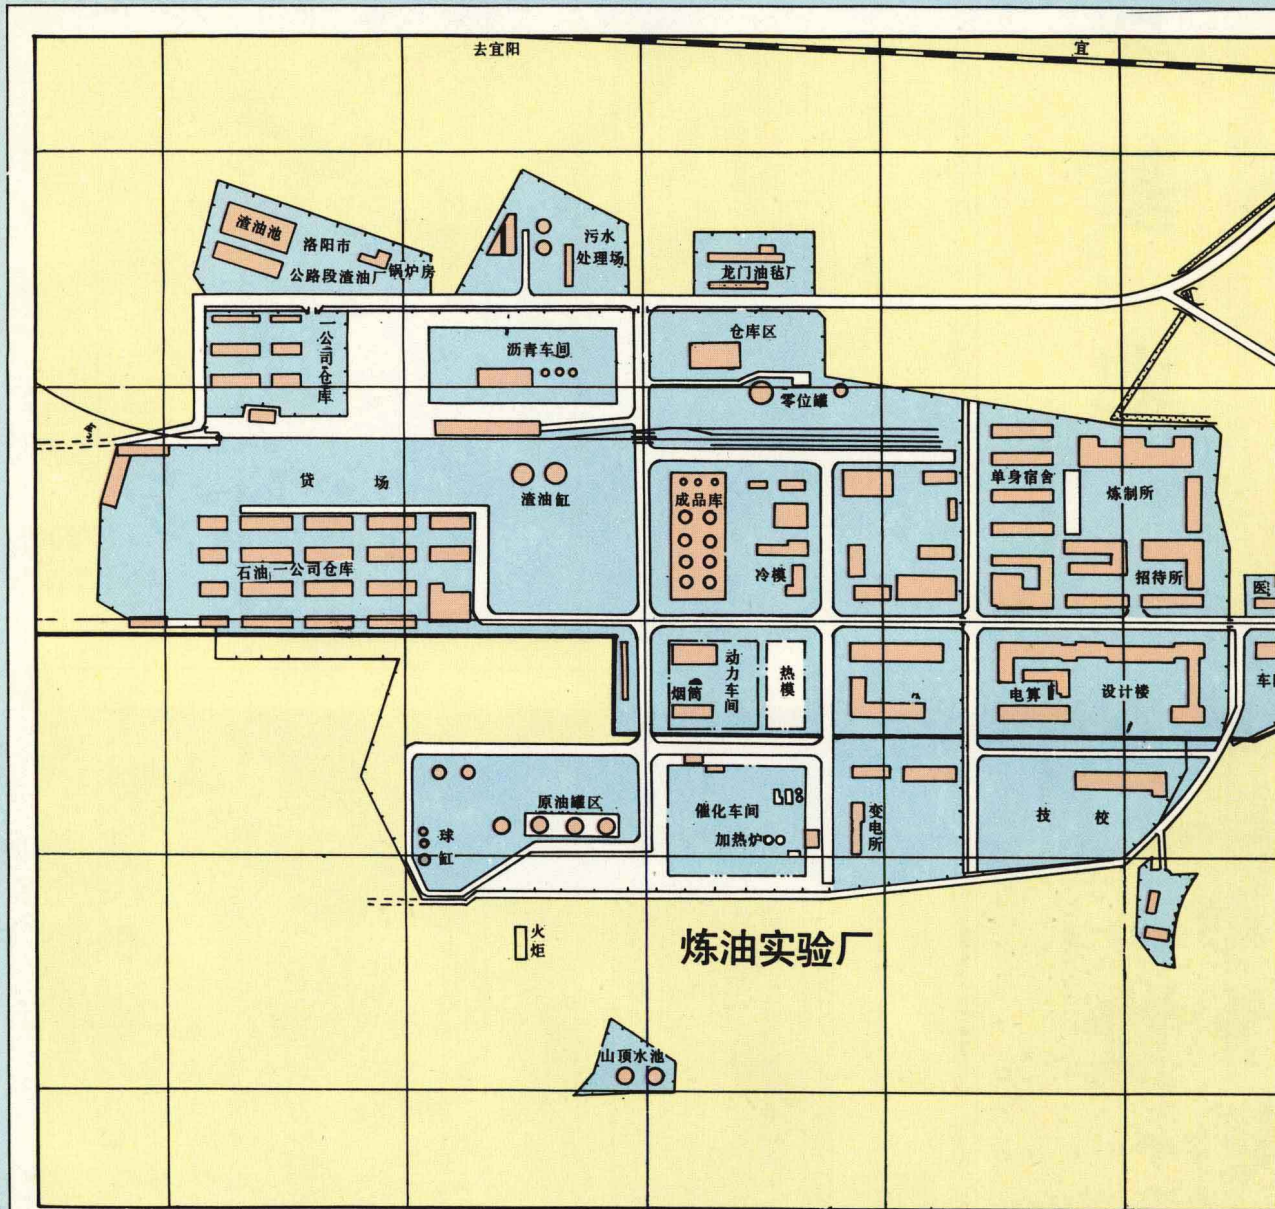 去宜阳
宜
渣油池
洛阳市
公路段渣油厂
锅炉房
污水
处理场
龙门油毡厂
一公司仓库
沥青车间
仓库区
零位罐
贷 场
渣油缸
成品库
单身宿舍
炼制所
石油一公司仓库
冷模
招待所
医
动力车间
烟筒
热模
电算
设计楼
车
原油罐区
球缸
催化车间
加热炉
变电所
技 校
火炬
炼油实验厂
山顶水池